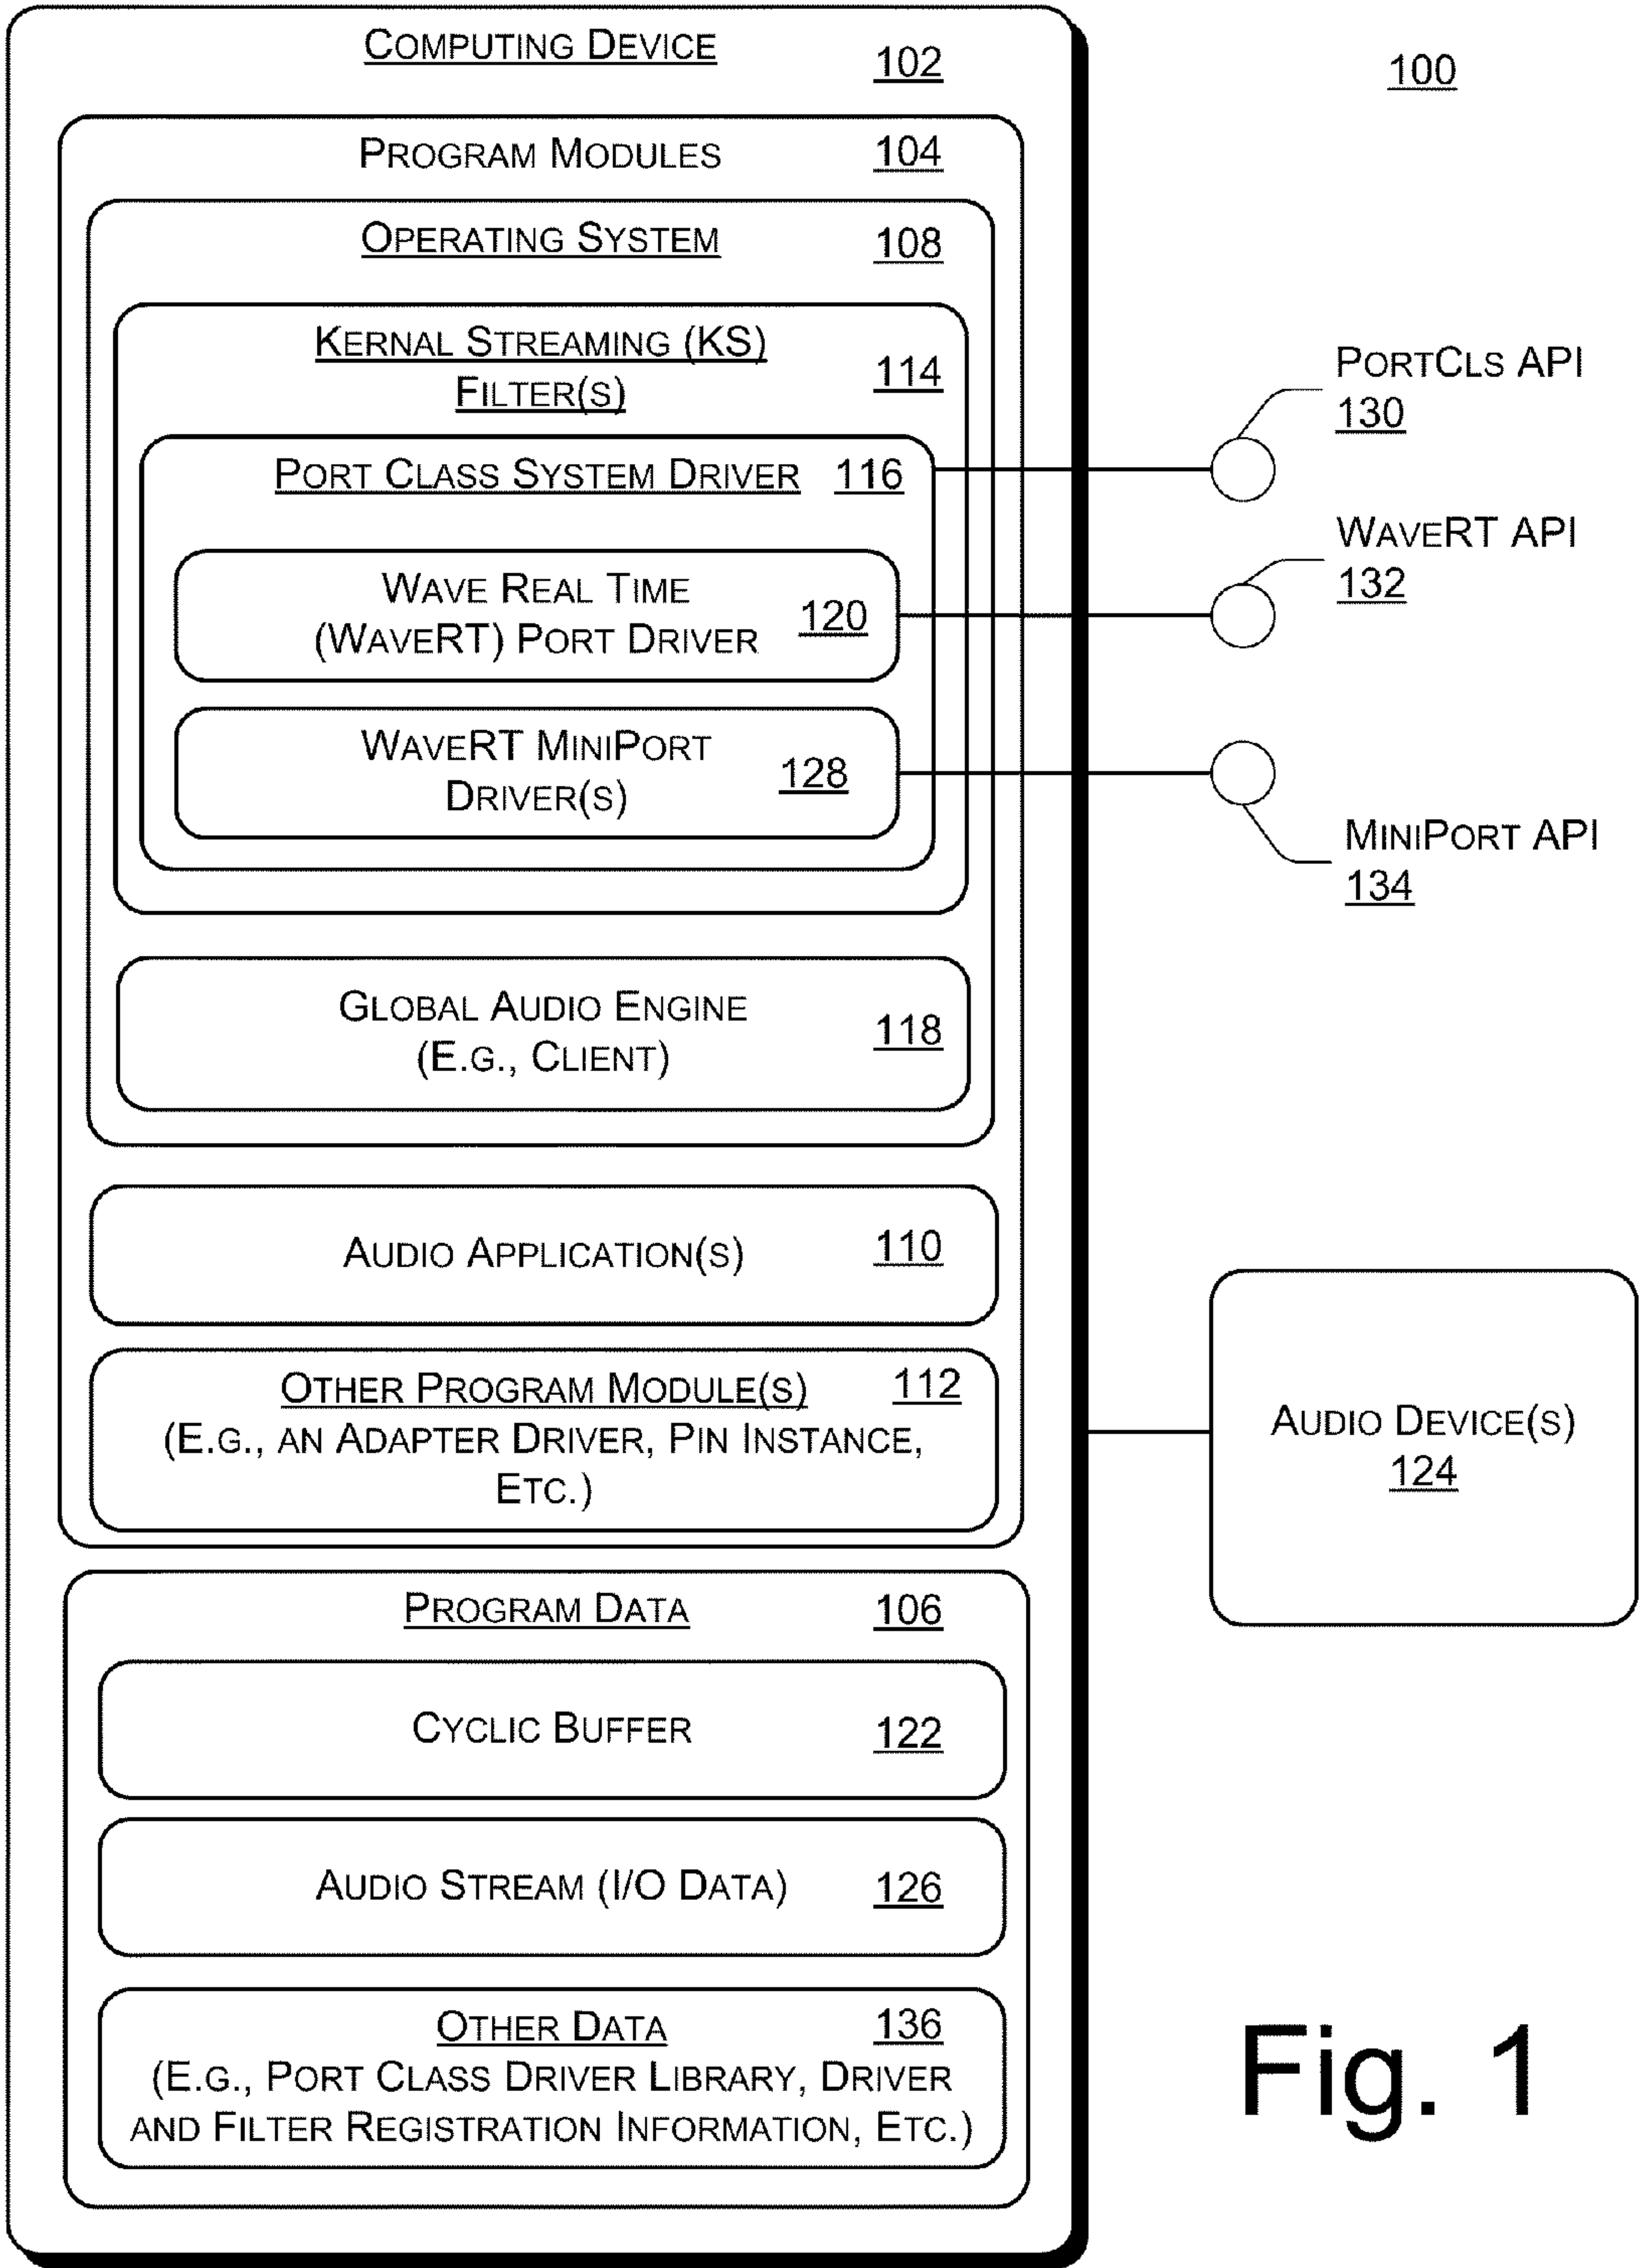 COMPUTING DEVICE 102
100
PROGRAM MODULES 104
OPERATING SYSTEM 108
KERNAL STREAMING (KS)
FILTER(S)
114
PORT CLASS SYSTEM DRIVER 116
WAVE REAL TIME
(WAVERT) PORT DRIVER
120
WAVERT MINIPORT
DRIVER(S)
128
PORTCLS API
130
WAVERT API
132
MINIPORT API
134
GLOBAL AUDIO ENGINE
(E.G., CLIENT)
118
AUDIO APPLICATION(S) 110
OTHER PROGRAM MODULE(S) 112
(E.G., AN ADAPTER DRIVER, PIN INSTANCE,
ETC.)
AUDIO DEVICE(S)
124
PROGRAM DATA 106
CYCLIC BUFFER 122
AUDIO STREAM (I/O DATA) 126
OTHER DATA 136
(E.G., PORT CLASS DRIVER LIBRARY, DRIVER
AND FILTER REGISTRATION INFORMATION, ETC.)
Fig. 1